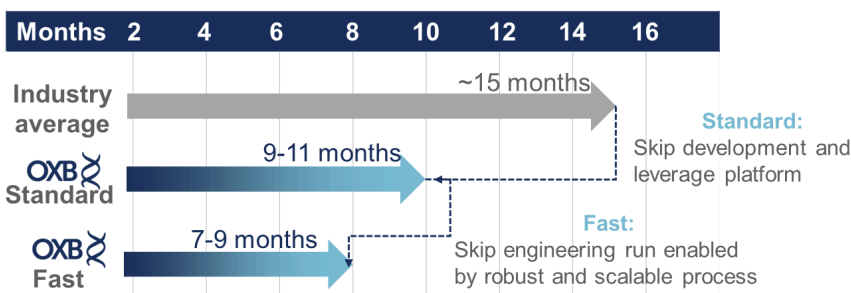 Months 2 4 6 8 10 12 14 16
Industry
average
~15 months
Standard:
Skip development and
leverage platform
OXB
Standard
9-11 months
Fast:
Skip engineering run enabled
by robust and scalable process
OXB
Fast
7-9 months